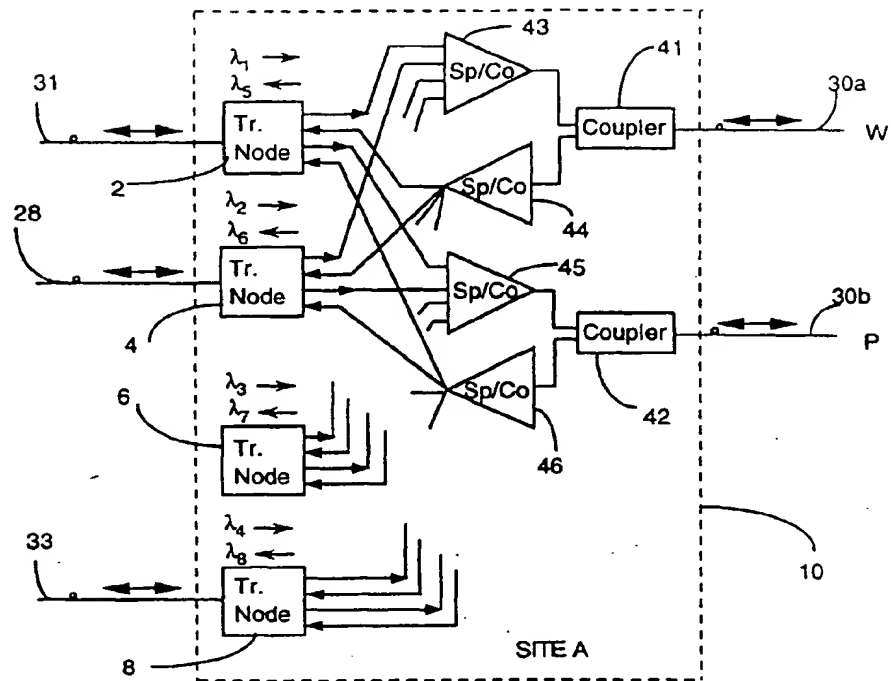 43
41
λ1
Sp/Co
30a
31
λ5
Coupler
W
Tr.
Node
2
Sp/Co
λ2
44
28
λ6
45
Tr.
Node
Sp/Co
30b
4
Coupler
P
λ3
6
λ7
Sp/Co
42
Tr.
Node
46
λ4
33
λ8
10
Tr.
Node
8
SITE A